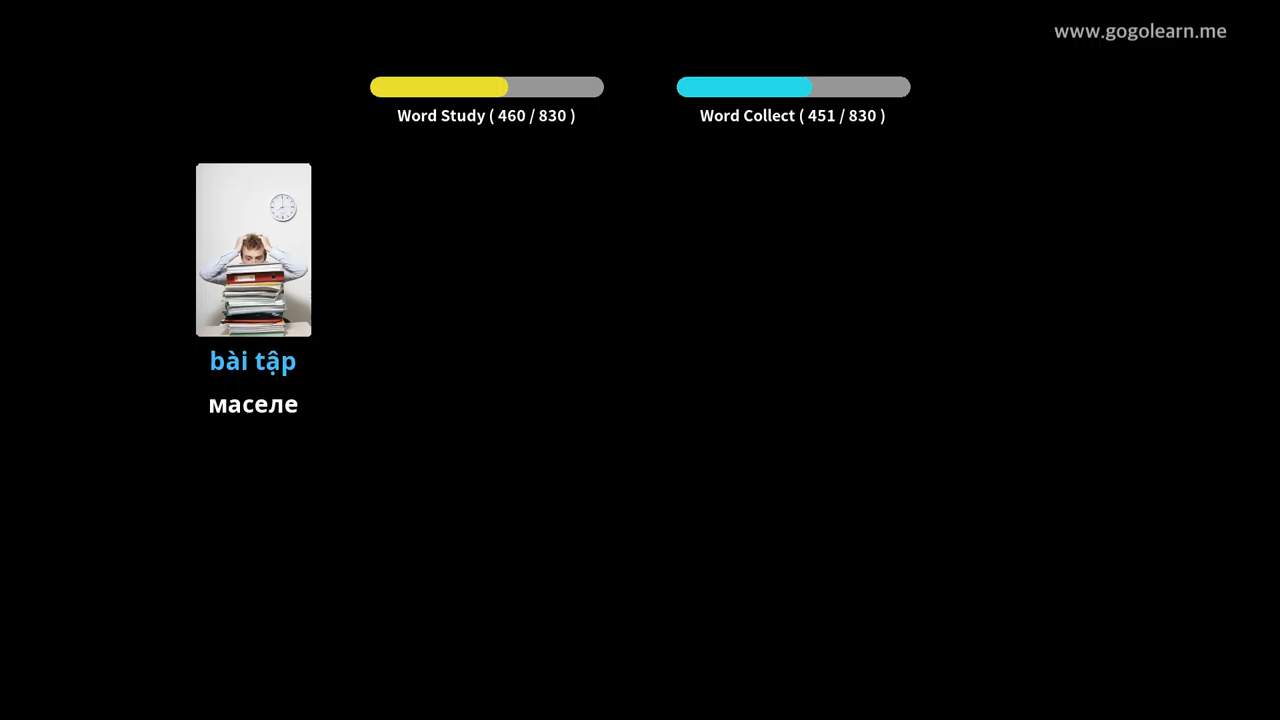 www.gogolearn.me
Word Study ( 460 / 830 )
Word Collect ( 451 / 830 )
bài tập
маселе